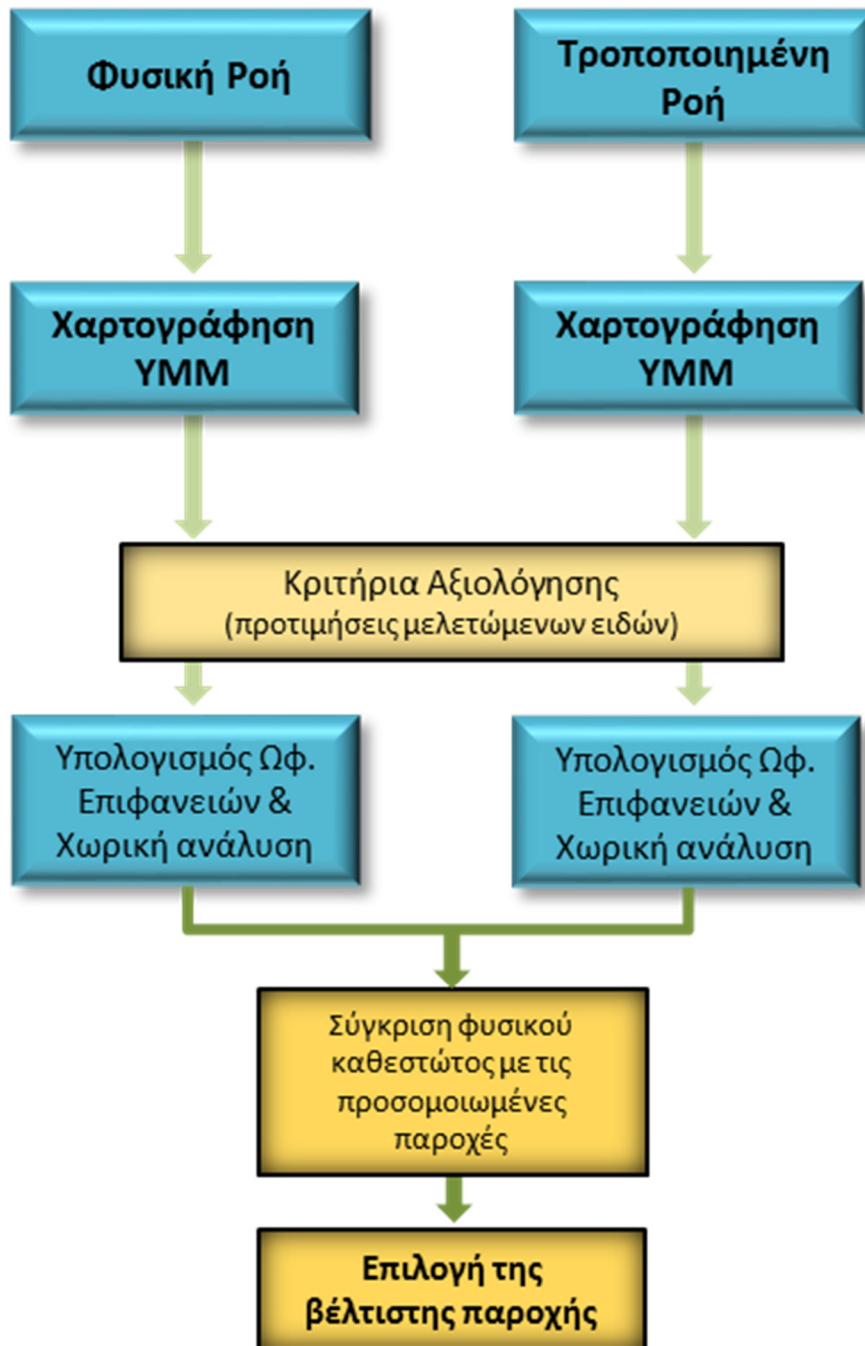 Φυσική Ροή
Τροποποιημένη
Ροή
Χαρτογράφηση
ΥΜΜ
Χαρτογράφηση
ΥΜΜ
Κριτήρια Αξιολόγησης
(προτιμήσεις μελετώμενων ειδών)
Υπολογισμός Ωφ.
Επιφανειών &
Χωρική ανάλυση
Υπολογισμός Ωφ.
Επιφανειών &
Χωρική ανάλυση
Σύγκριση φυσικού
καθεστώτος με τις
προσομοιωμένες
παροχές
Επιλογή της
βέλτιστης παροχής